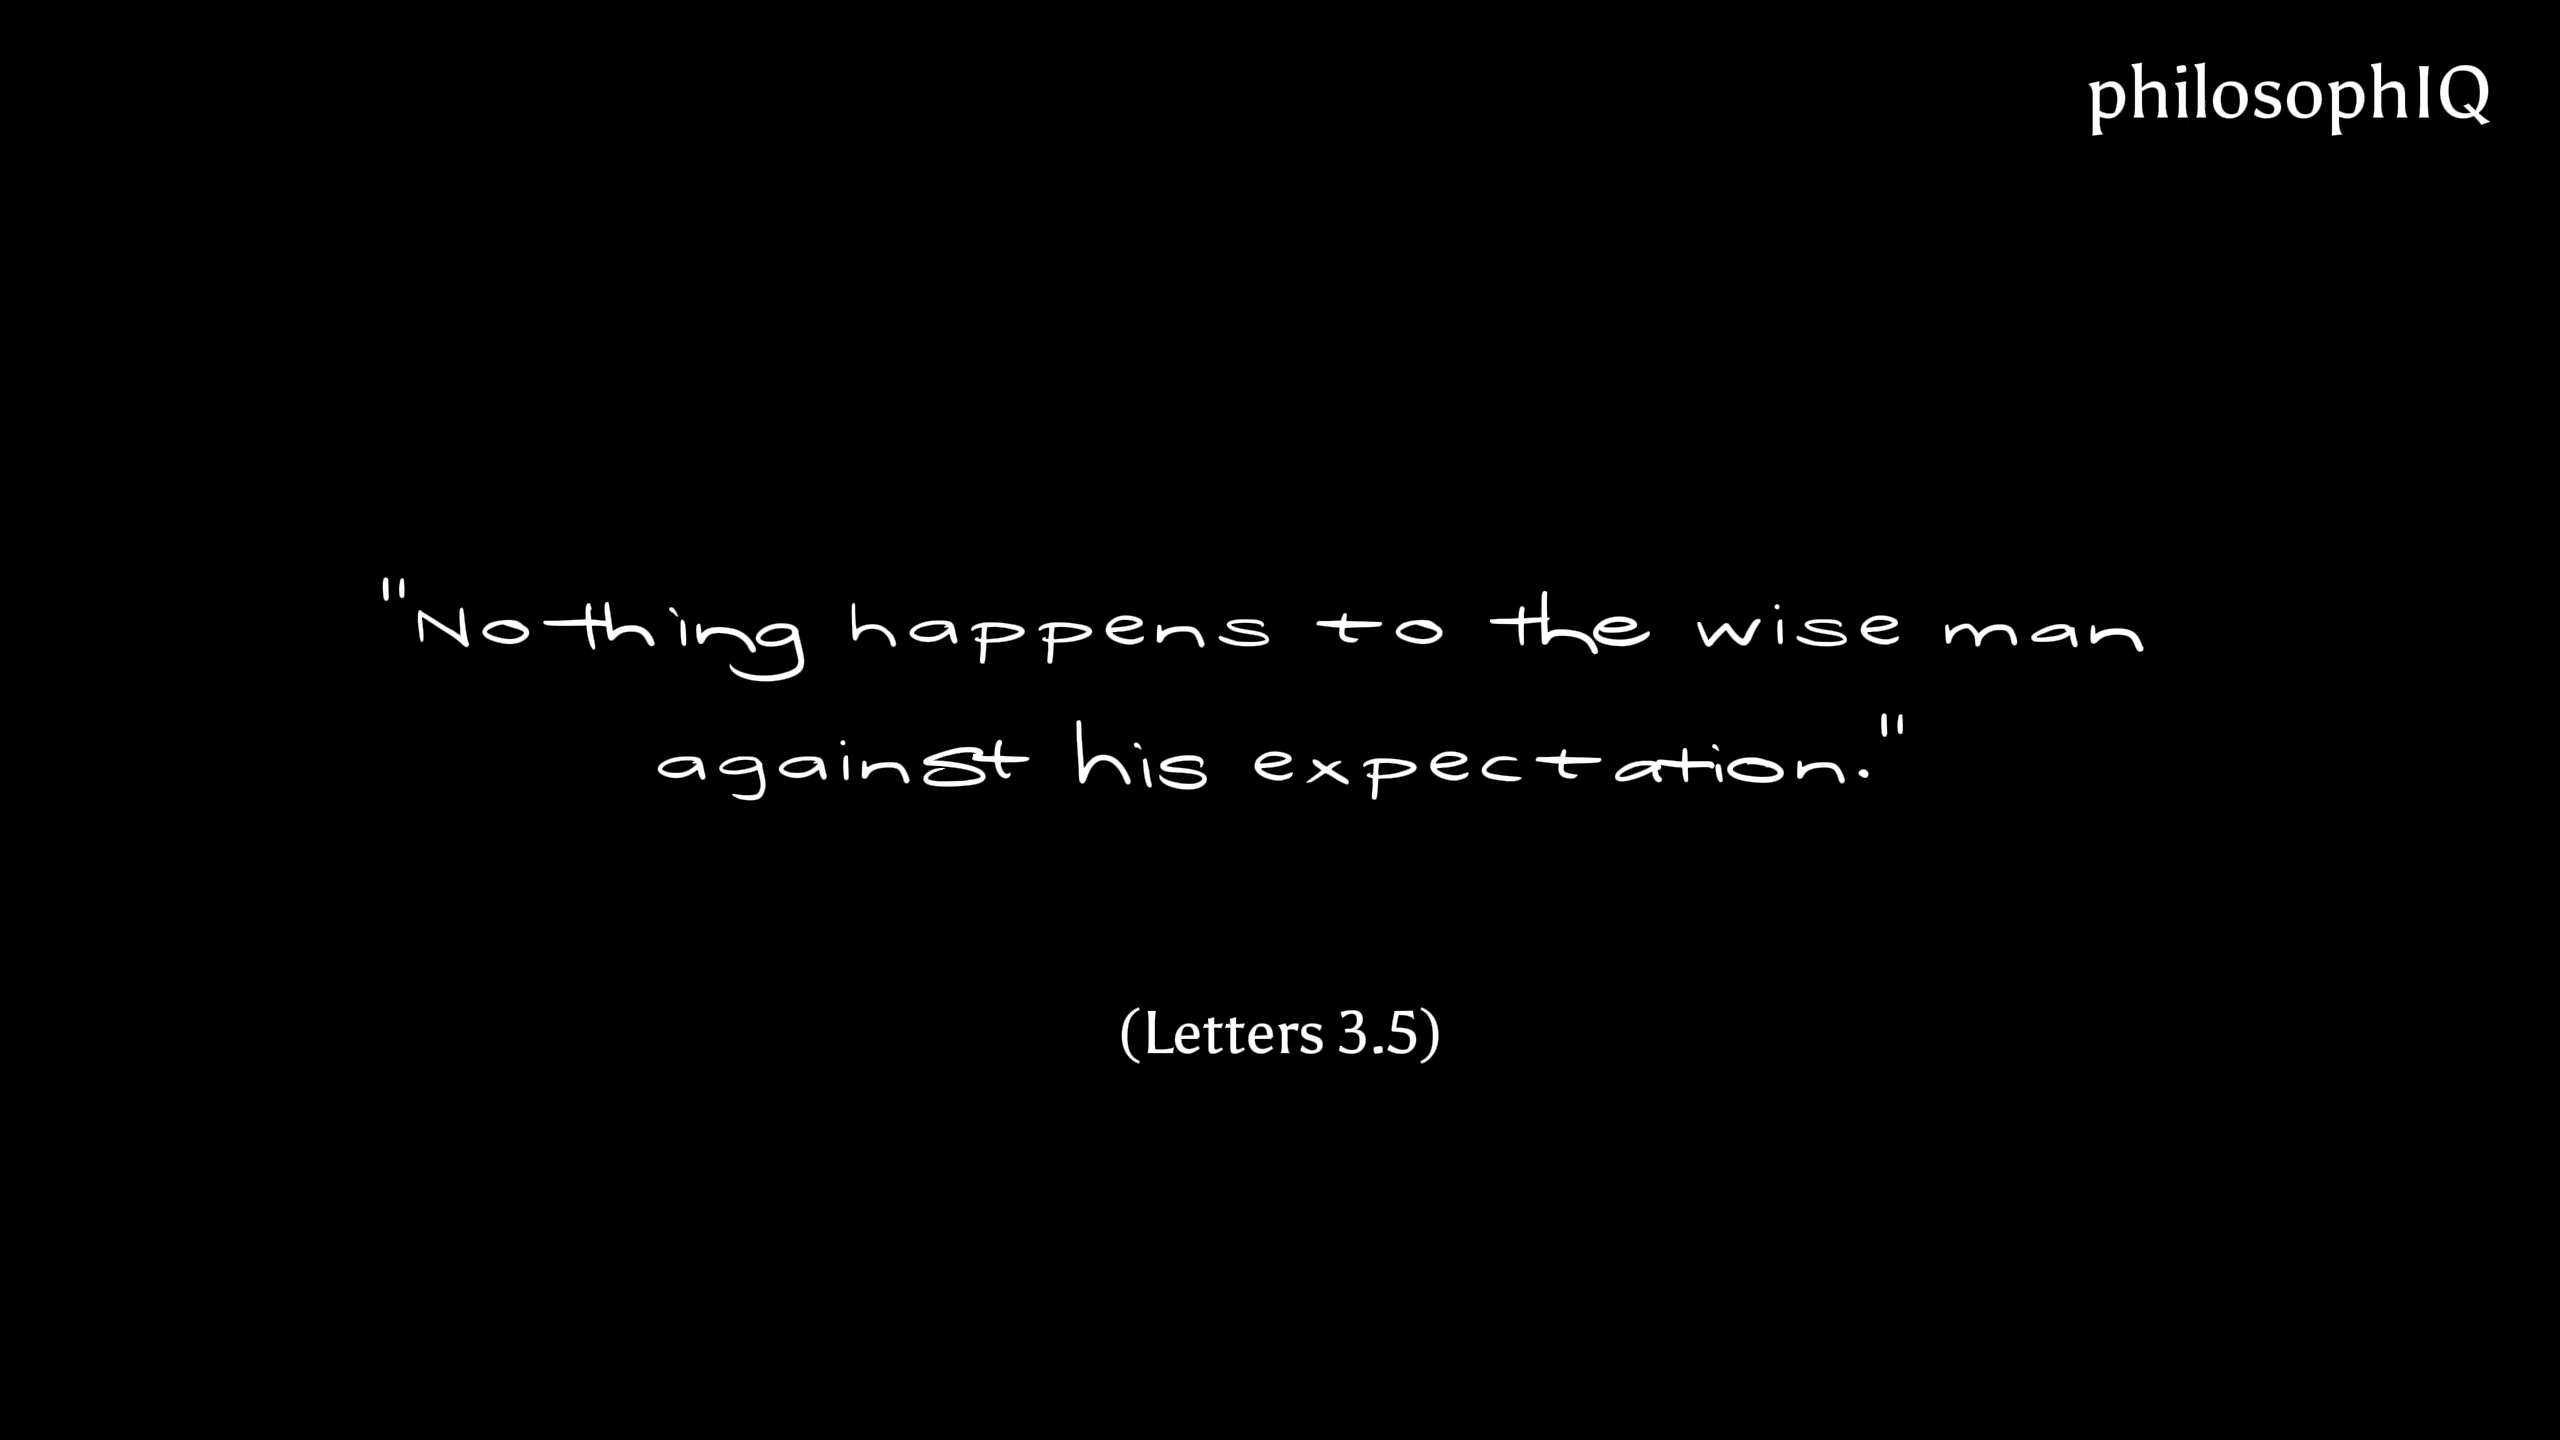 philosophIQ
"Nothing happens to the wise man
against his expectation."
(Letters 3.5)